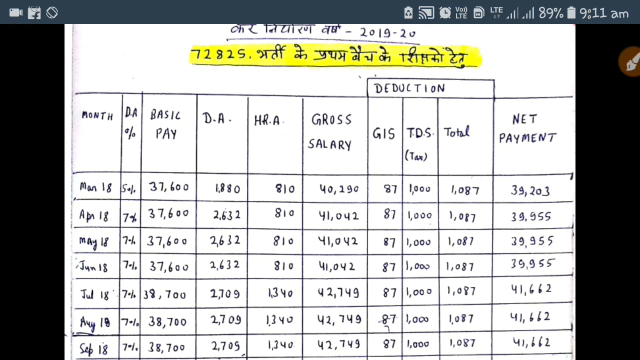 89% 9:11 am
कर निर्धारण वर्ष - 2019-20
72825 भर्ती के प्रथम बैच के शिक्षकों हेतु
DEDUCTION
MONTH D.A % BASIC PAY D.A. H.R.A GROSS SALARY GIS T.D.S. (Tax) Total NET PAYMENT
Mar 18 5% 37,600 1,880 810 40,290 87 1,000 1,087 39,203
Apr 18 7% 37,600 2,632 810 41,042 87 1,000 1,087 39,955
May 18 7% 37,600 2,632 810 41,042 87 1,000 1,087 39,955
Jun 18 7% 37,600 2,632 810 41,042 87 1,000 1,087 39,955
Jul 18 7% 38,700 2,709 1,340 42,749 87 1,000 1,087 41,662
Aug 18 7% 38,700 2,709 1,340 42,749 87 1,000 1,087 41,662
Sep 18 7% 38,700 2,709 1,340 42,749 87 1,000 1,087 41,662